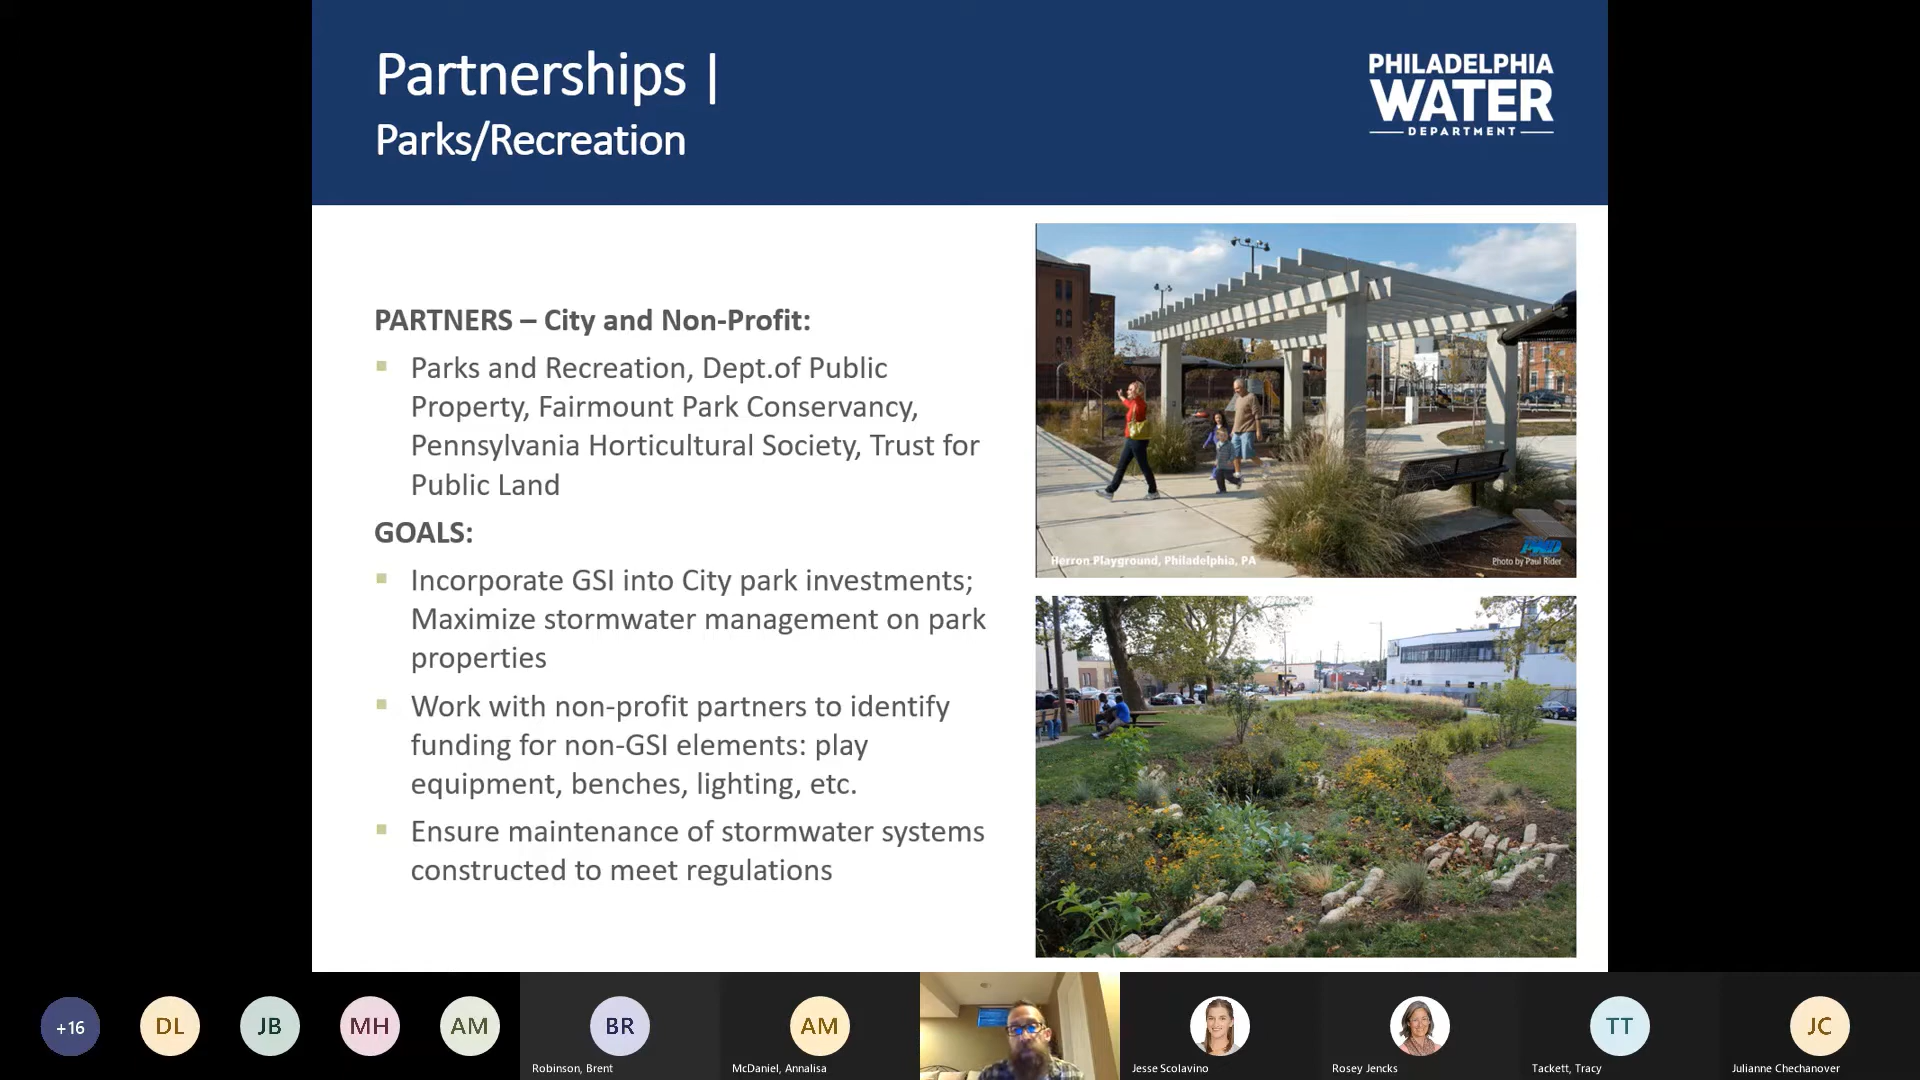 Partnerships |
Parks/Recreation
PHILADELPHIA
WATER
DEPARTMENT
PARTNERS – City and Non-Profit:
Parks and Recreation, Dept.of Public
Property, Fairmount Park Conservancy,
Pennsylvania Horticultural Society, Trust for
Public Land
GOALS:
Incorporate GSI into City park investments;
Maximize stormwater management on park
properties
Work with non-profit partners to identify
funding for non-GSI elements: play
equipment, benches, lighting, etc.
Ensure maintenance of stormwater systems
constructed to meet regulations
Herron Playground, Philadelphia, PA
PWD
Photo by Paul Rider
+16
DL
JB
MH
AM
BR
Robinson, Brent
AM
McDaniel, Annalisa
Jesse Scolavino
Rosey Jencks
TT
Tackett, Tracy
JC
Julianne Chechanover